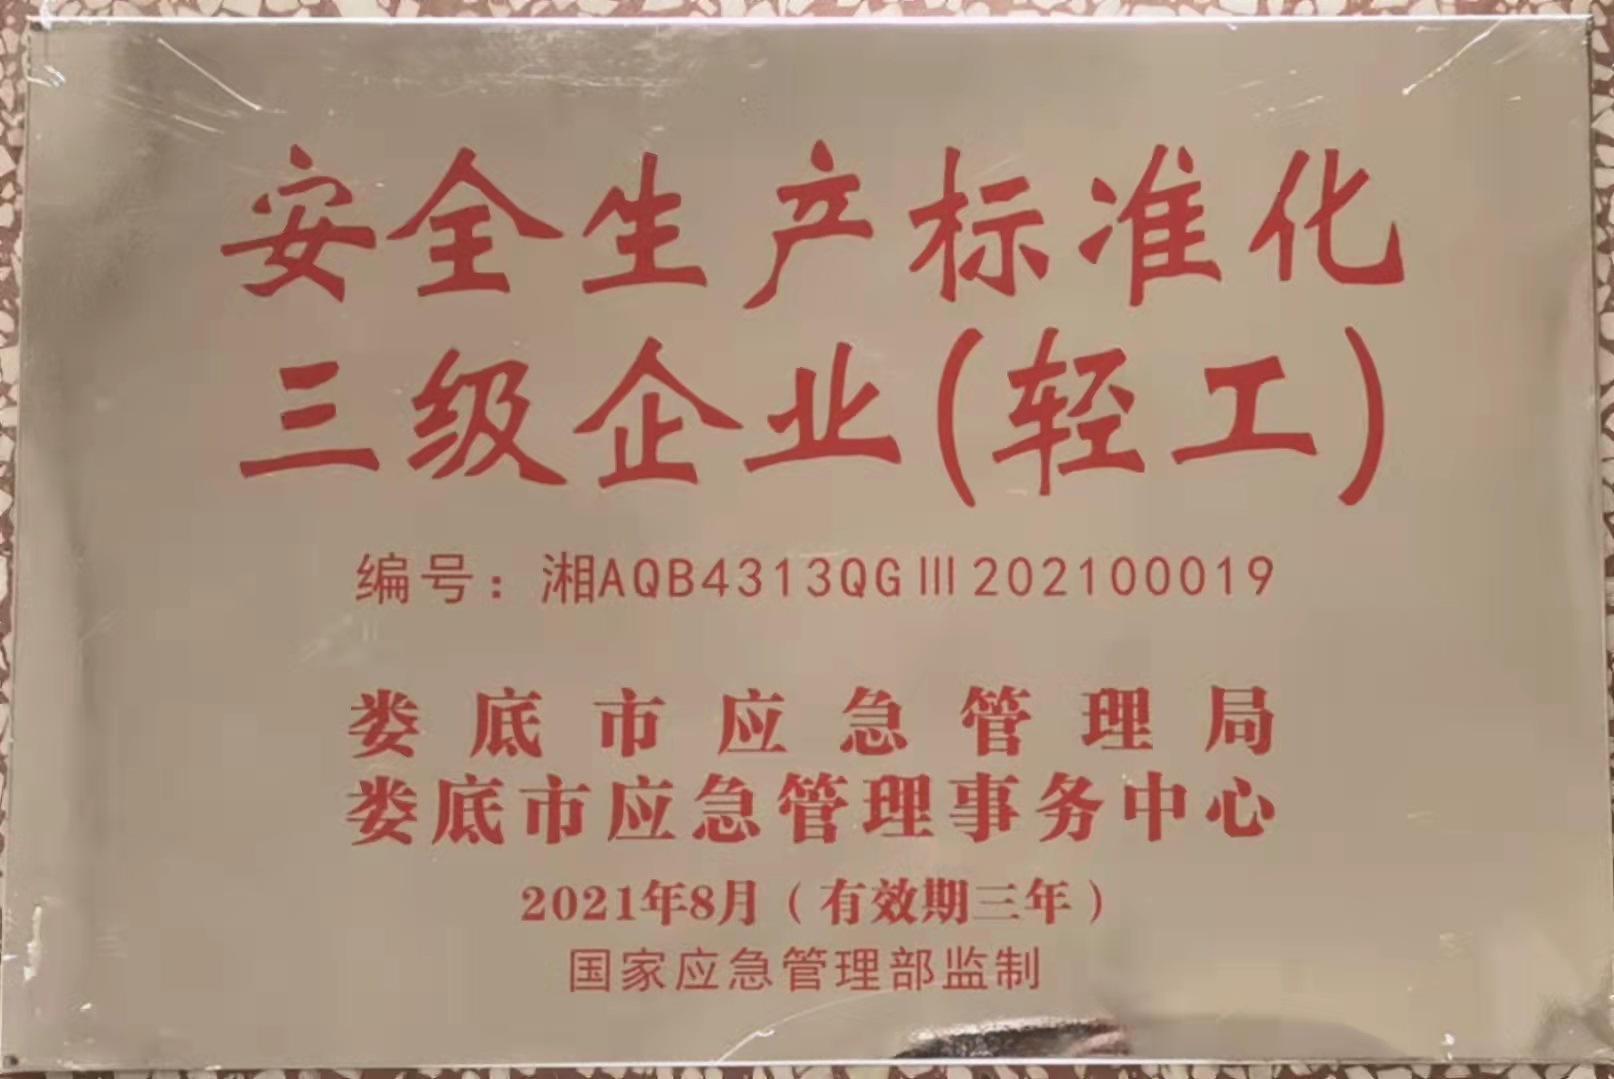 安全生产标准化
三级企业(轻工)
编号:湘AQB4313QGⅢ202100019
娄底市应急管理局
娄底市应急管理事务中心
2021年8月(有效期三年)
国家应急管理部监制